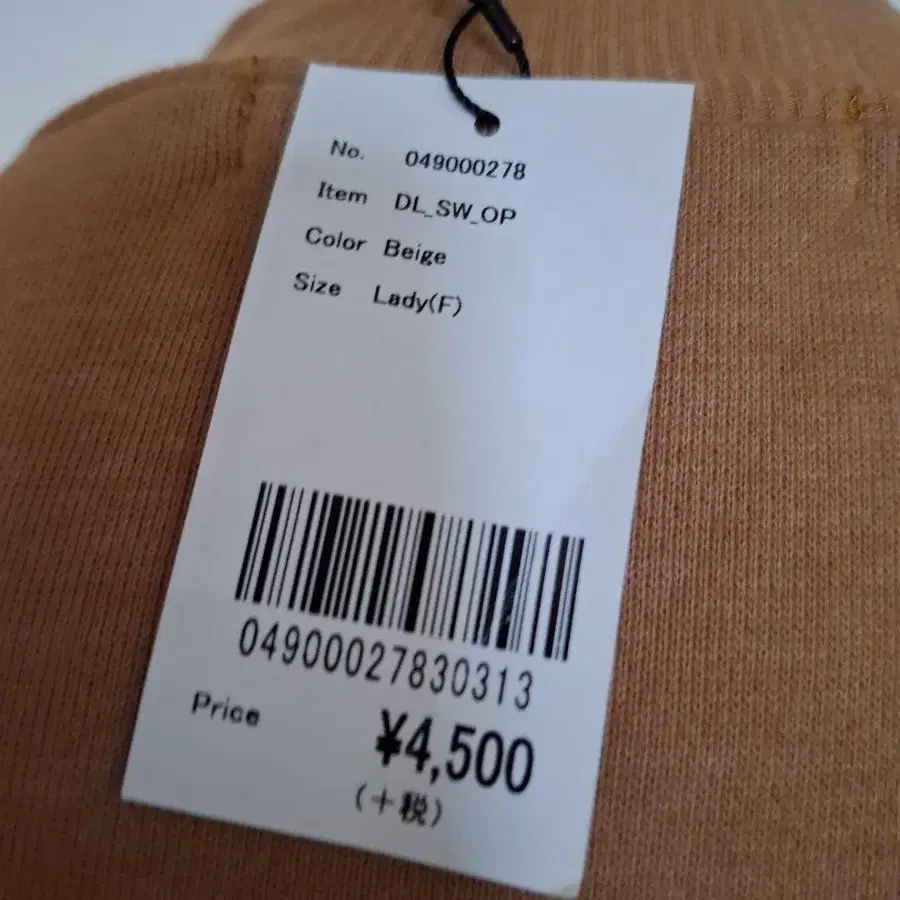 No. 049000278
Item DL_SW_OP
Color Beige
Size Lady(F)
04900027830313
Price ¥4,500
(+税)